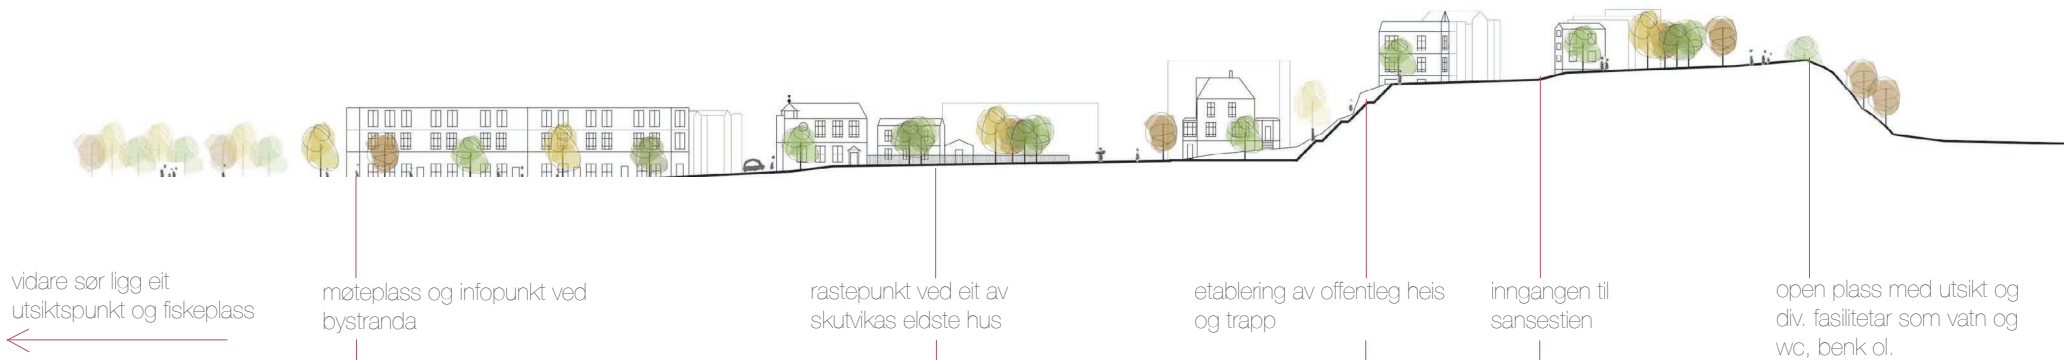 vidare sør ligg eit
utsiktspunkt og fiskeplass
møteplass og infopunkt ved
bystranda
rastepunkt ved eit av
skutvikas eldste hus
etablering av offentleg heis
og trapp
inngangen til
sansestien
open plass med utsikt og
div. fasilitetar som vatn og
wc, benk ol.